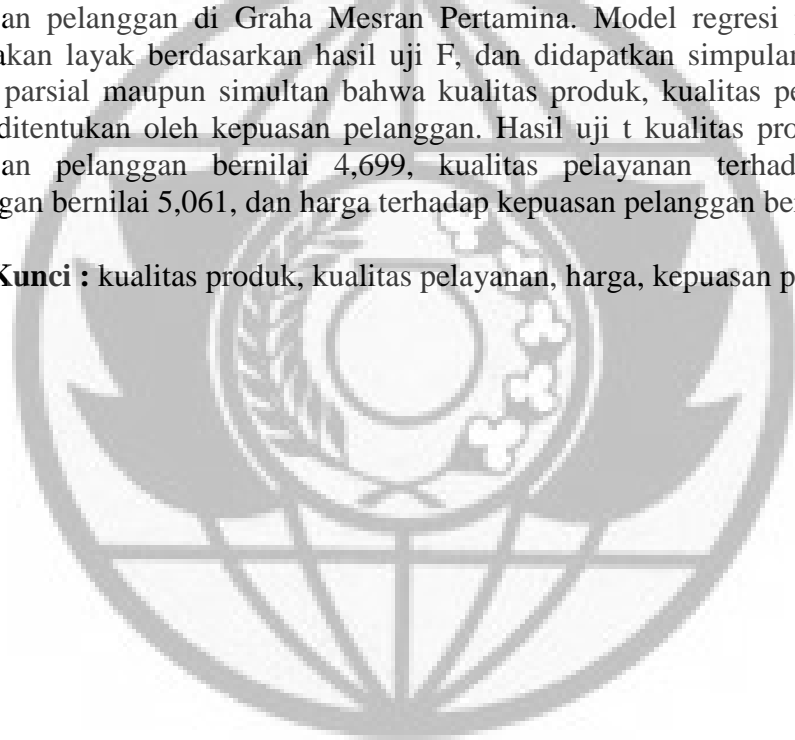 an pelanggan di Graha Mesran Pertamina. Model regresi
akan layak berdasarkan hasil uji F, dan didapatkan simpulan
parsial maupun simultan bahwa kualitas produk, kualitas pe
ditentukan oleh kepuasan pelanggan. Hasil uji t kualitas pro
an pelanggan bernilai 4,699, kualitas pelayanan terhad
gan bernilai 5,061, dan harga terhadap kepuasan pelanggan ber
Kunci : kualitas produk, kualitas pelayanan, harga, kepuasan p